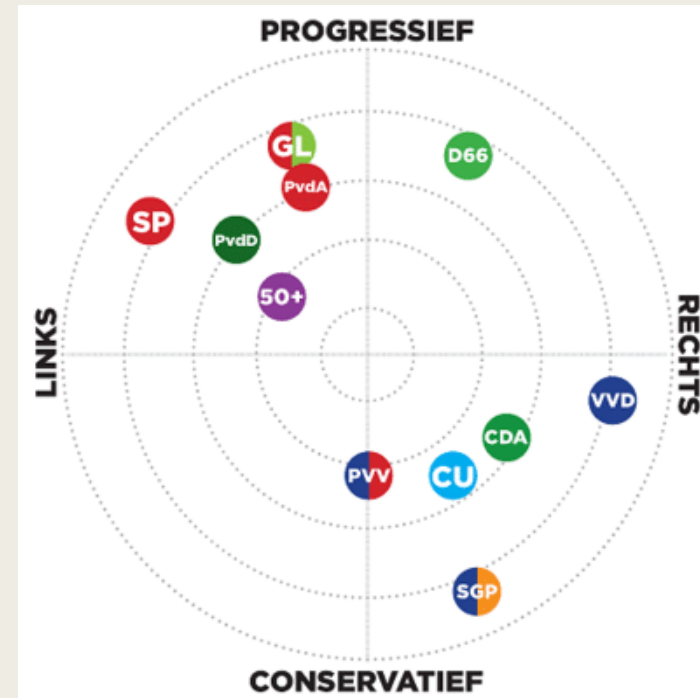 PROGRESSIEF
GL
D66
PvdA
SP
PvdD
50+
LINKS
RECHTS
VVD
CDA
PVV
CU
SGP
CONSERVATIEF